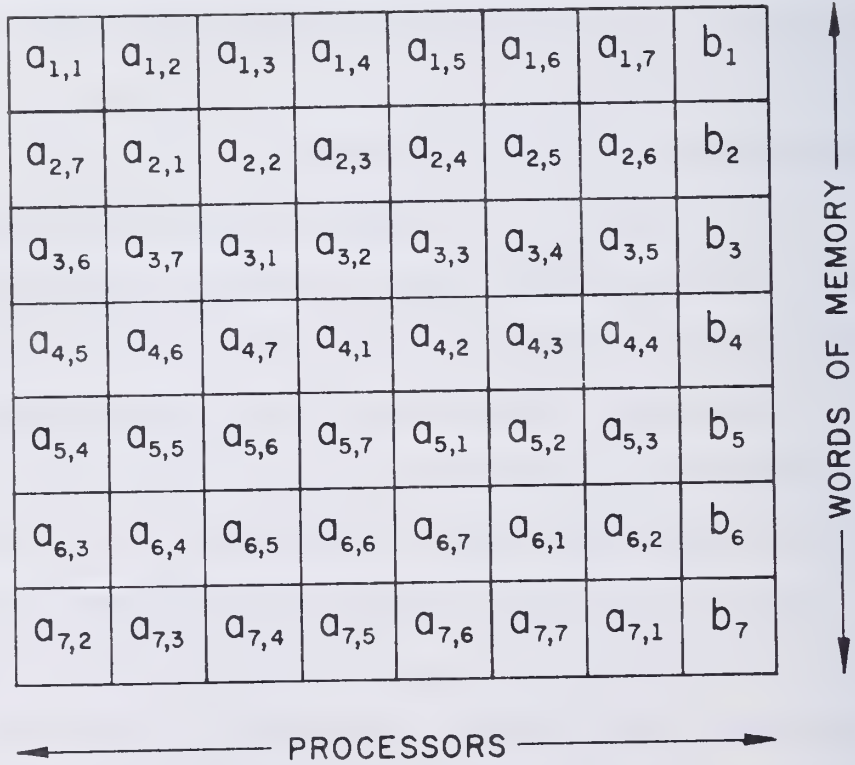 a1,1 a1,2 a1,3 a1,4 a1,5 a1,6 a1,7 b1
a2,7 a2,1 a2,2 a2,3 a2,4 a2,5 a2,6 b2
a3,6 a3,7 a3,1 a3,2 a3,3 a3,4 a3,5 b3
a4,5 a4,6 a4,7 a4,1 a4,2 a4,3 a4,4 b4
a5,4 a5,5 a5,6 a5,7 a5,1 a5,2 a5,3 b5
a6,3 a6,4 a6,5 a6,6 a6,7 a6,1 a6,2 b6
a7,2 a7,3 a7,4 a7,5 a7,6 a7,7 a7,1 b7
WORDS OF MEMORY
PROCESSORS